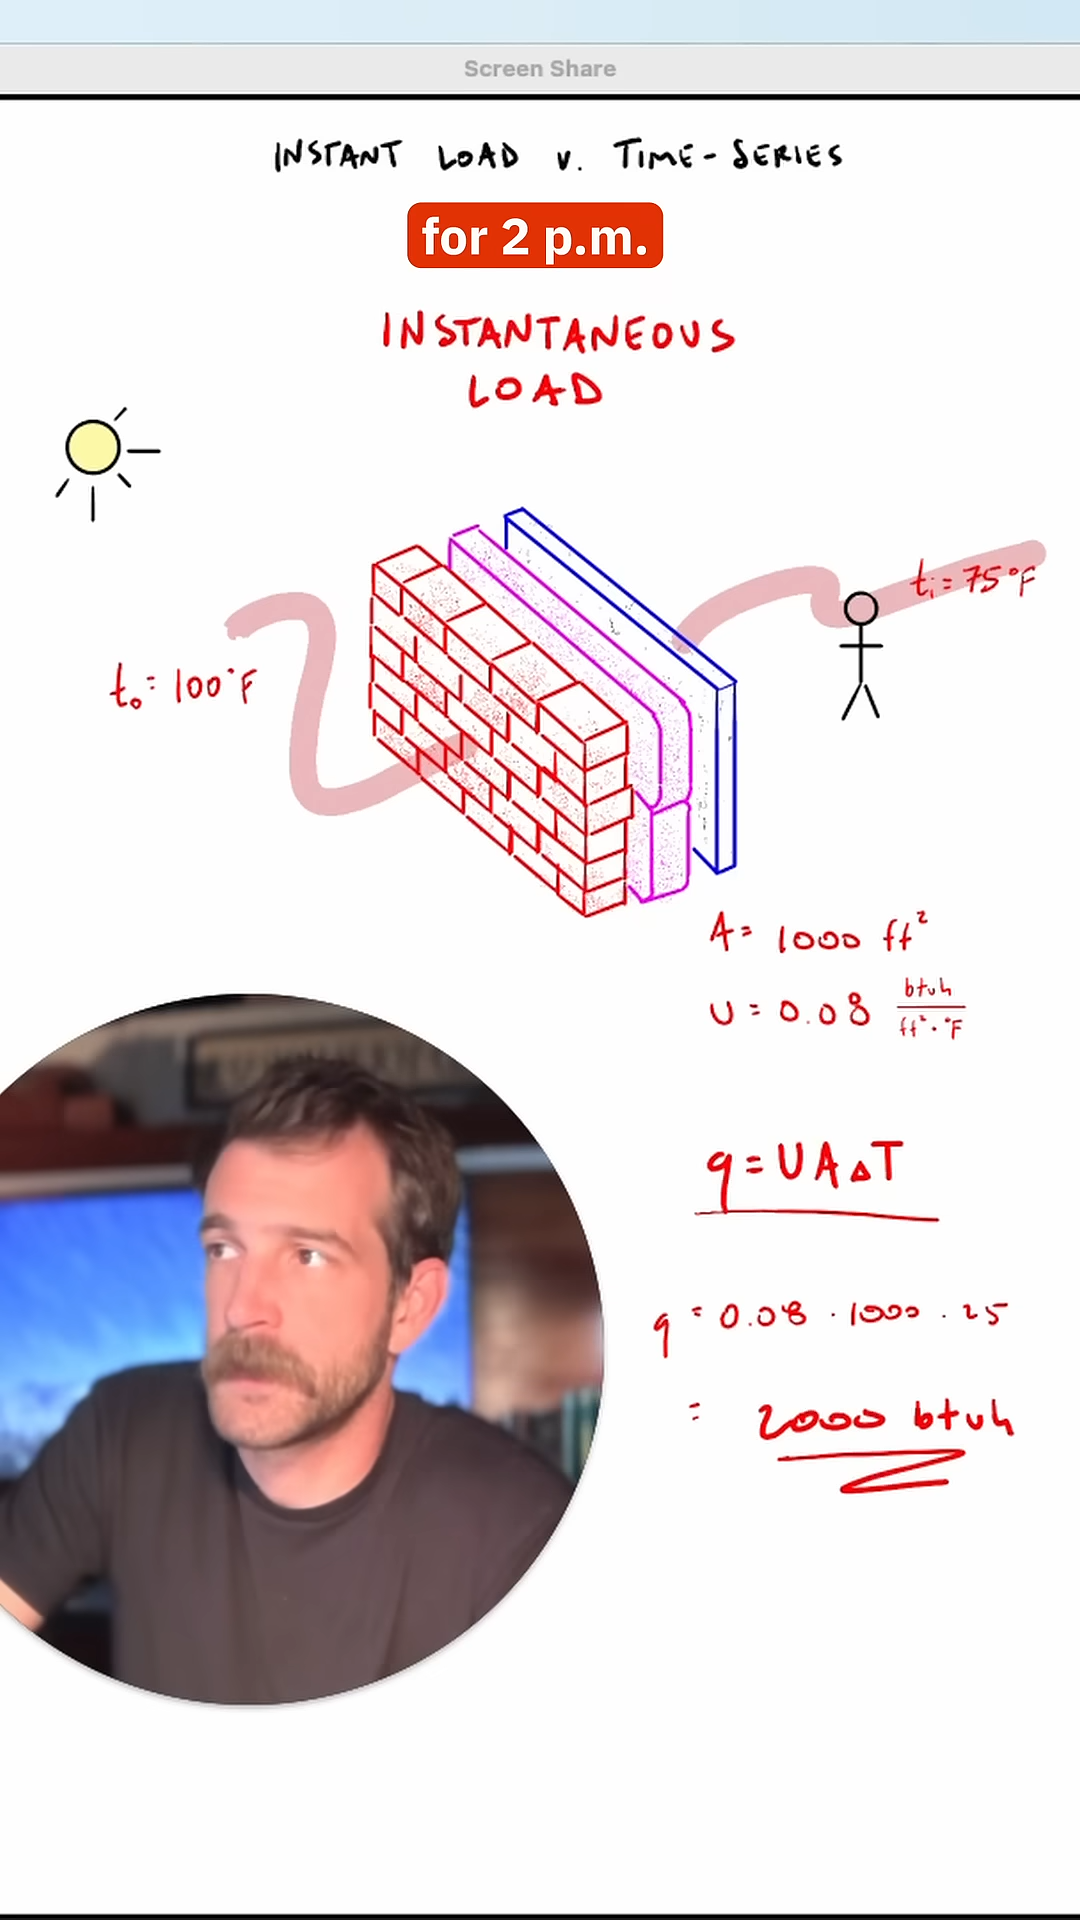 Screen Share
INSTANT LOAD v. TIME-SERIES
for 2 p.m.
INSTANTANEOUS
LOAD
tᵢ = 75°F
tₒ = 100°F
A = 1000 ft²
U = 0.08 btuh / ft²·°F
q = UA△T
q = 0.08 · 1000 · 25
= 2000 btuh